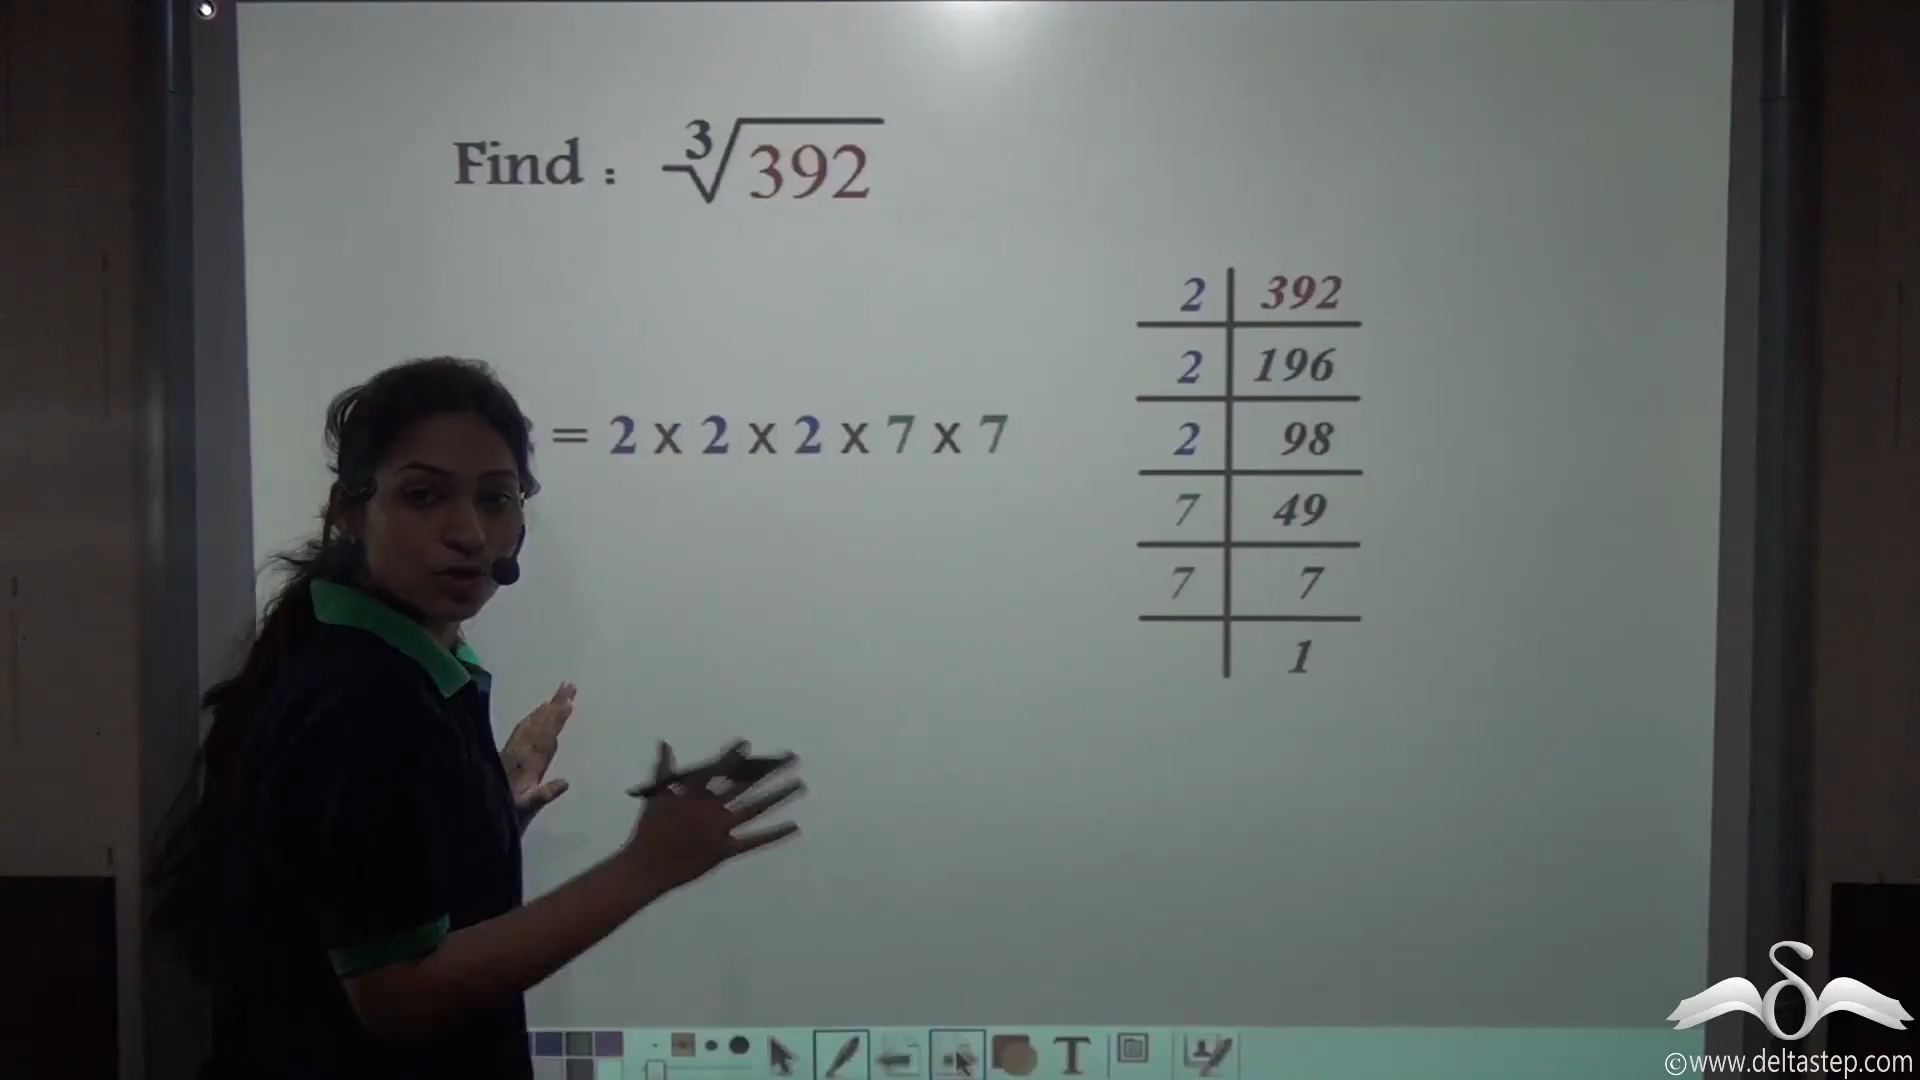 Find : ∛392
= 2 x 2 x 2 x 7 x 7
2 | 392
2 | 196
2 | 98
7 | 49
7 | 7
1
T
©www.deltastep.com